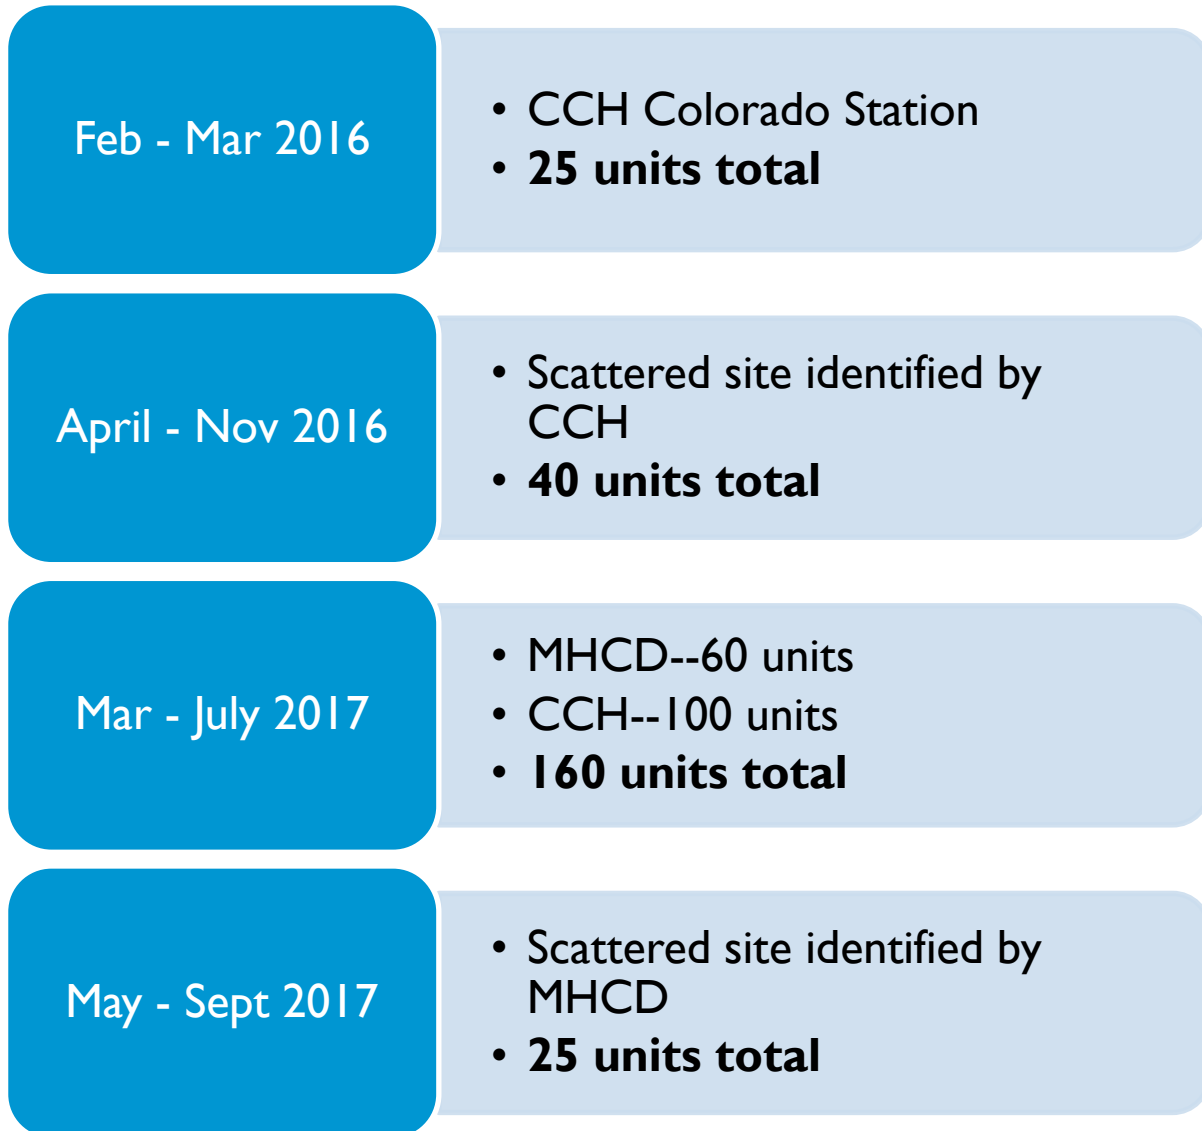 Feb - Mar 2016
• CCH Colorado Station
• 25 units total
April - Nov 2016
• Scattered site identified by
CCH
• 40 units total
Mar - July 2017
• MHCD--60 units
• CCH--100 units
• 160 units total
May - Sept 2017
• Scattered site identified by
MHCD
• 25 units total